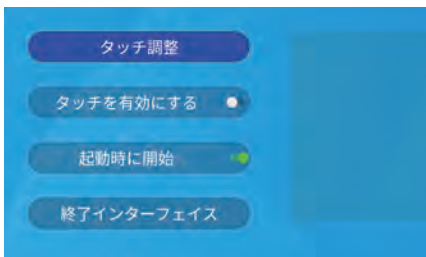 タッチ調整
タッチを有効にする
起動時に開始
終了インターフェイス